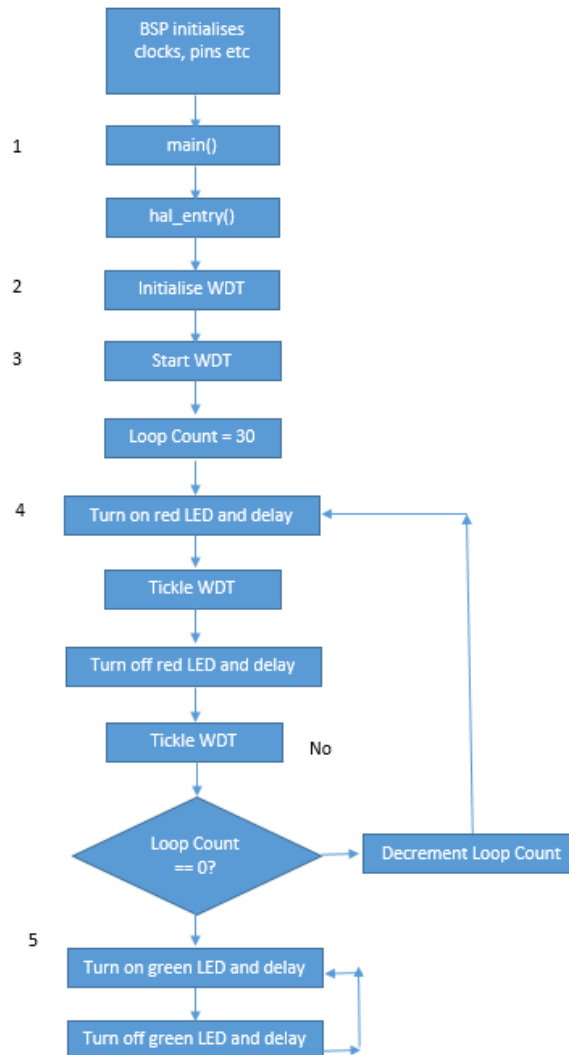 BSP initialises
clocks, pins etc
1
main()
hal_entry()
2
Initialise WDT
3
Start WDT
Loop Count = 30
4
Turn on red LED and delay
Tickle WDT
Turn off red LED and delay
Tickle WDT
No
Loop Count
== 0?
Decrement Loop Count
5
Turn on green LED and delay
Turn off green LED and delay